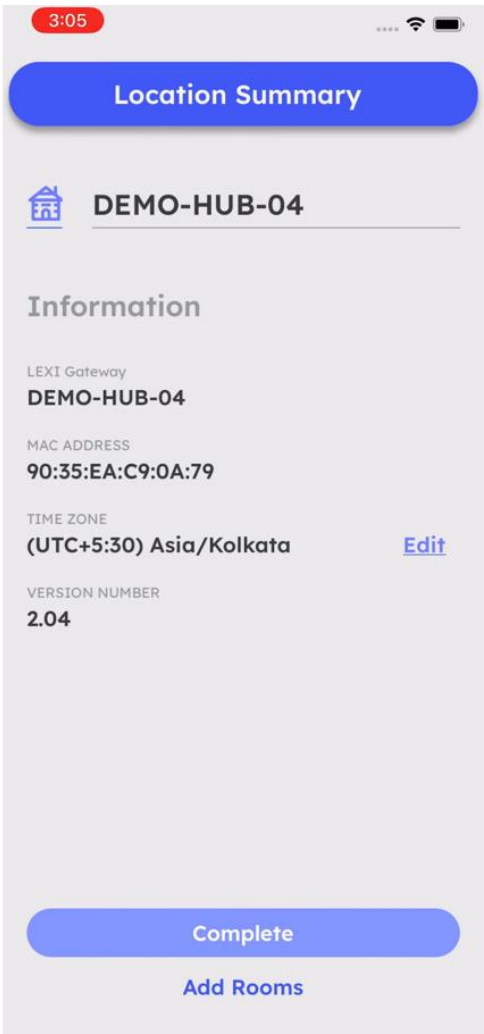 3:05
Location Summary
DEMO-HUB-04
Information
LEXI Gateway
DEMO-HUB-04
MAC ADDRESS
90:35:EA:C9:0A:79
TIME ZONE
(UTC+5:30) Asia/Kolkata Edit
VERSION NUMBER
2.04
Complete
Add Rooms